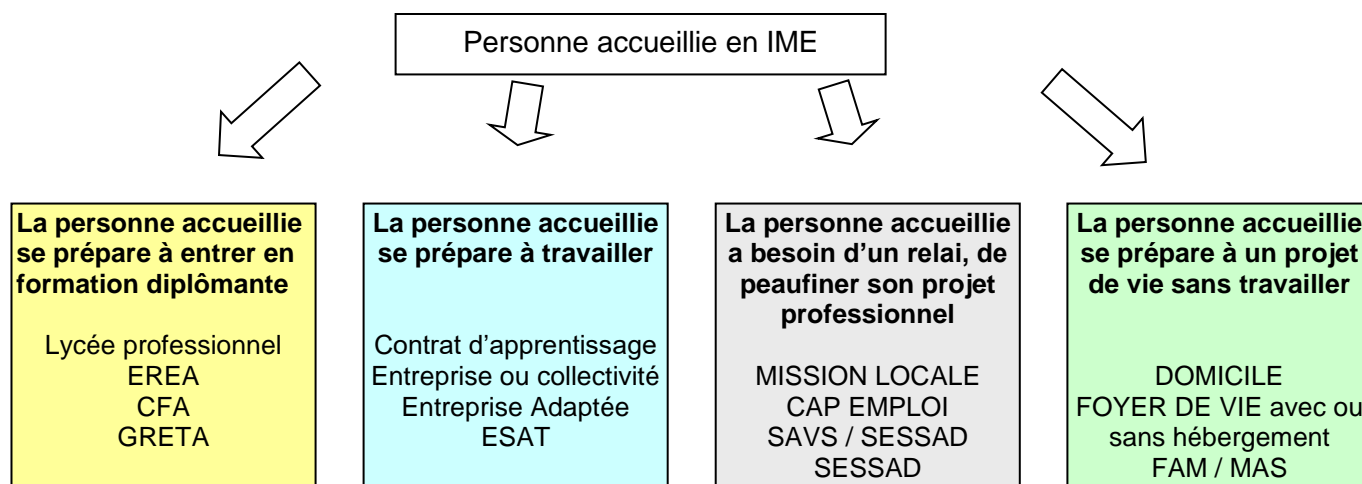 Personne accueillie en IME
La personne accueillie
se prépare à entrer en
formation diplômante
Lycée professionnel
EREA
CFA
GRETA
La personne accueillie
se prépare à travailler
Contrat d'apprentissage
Entreprise ou collectivité
Entreprise Adaptée
ESAT
La personne accueillie
a besoin d'un relai, de
peaufiner son projet
professionnel
MISSION LOCALE
CAP EMPLOI
SAVS / SESSAD
SESSAD
La personne accueillie
se prépare à un projet
de vie sans travailler
DOMICILE
FOYER DE VIE avec ou
sans hébergement
FAM / MAS